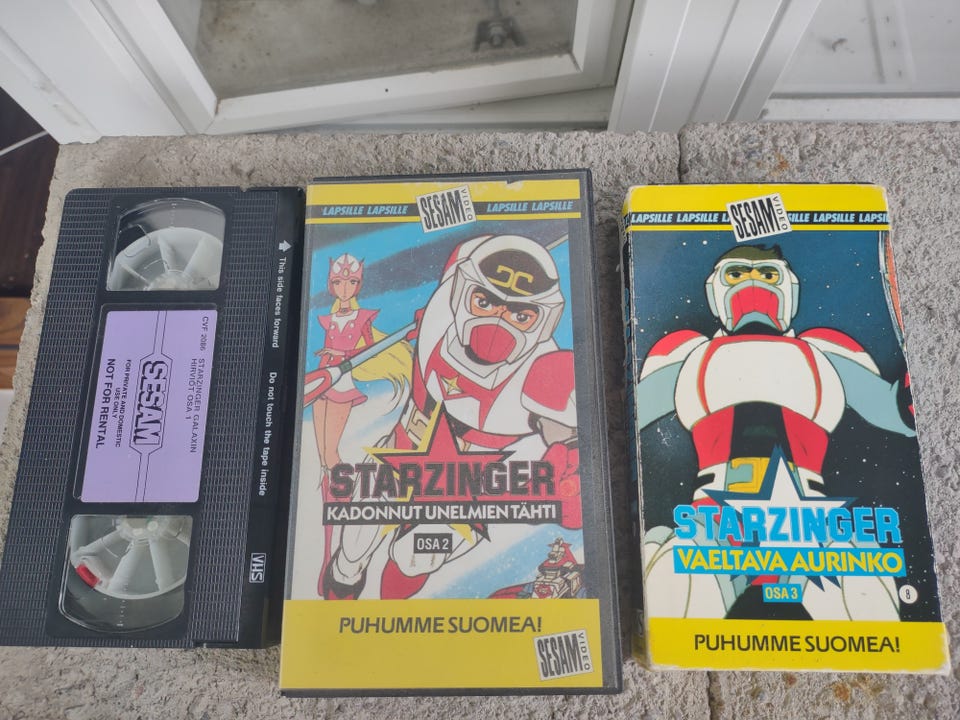 This side faces forward
Do not touch the tape inside
VHS
CVF 2086
STARZINGER GALAXIN
HIRVIÖT OSA 1
SESAM
FOR PRIVATE AND DOMESTIC
USE ONLY
NOT FOR RENTAL
LAPSILLE LAPSILLE
SESAM VIDEO
LAPSILLE LAPSILLE
STARZINGER
KADONNUT UNELMIEN TÄHTI
OSA 2
PUHUMME SUOMEA!
SESAM VIDEO
LAPSILLE LAPSILLE
SESAM VIDEO
LAPSILLE LAPSILLE
STARZINGER
VAELTAVA AURINKO
OSA 3
8
PUHUMME SUOMEA!